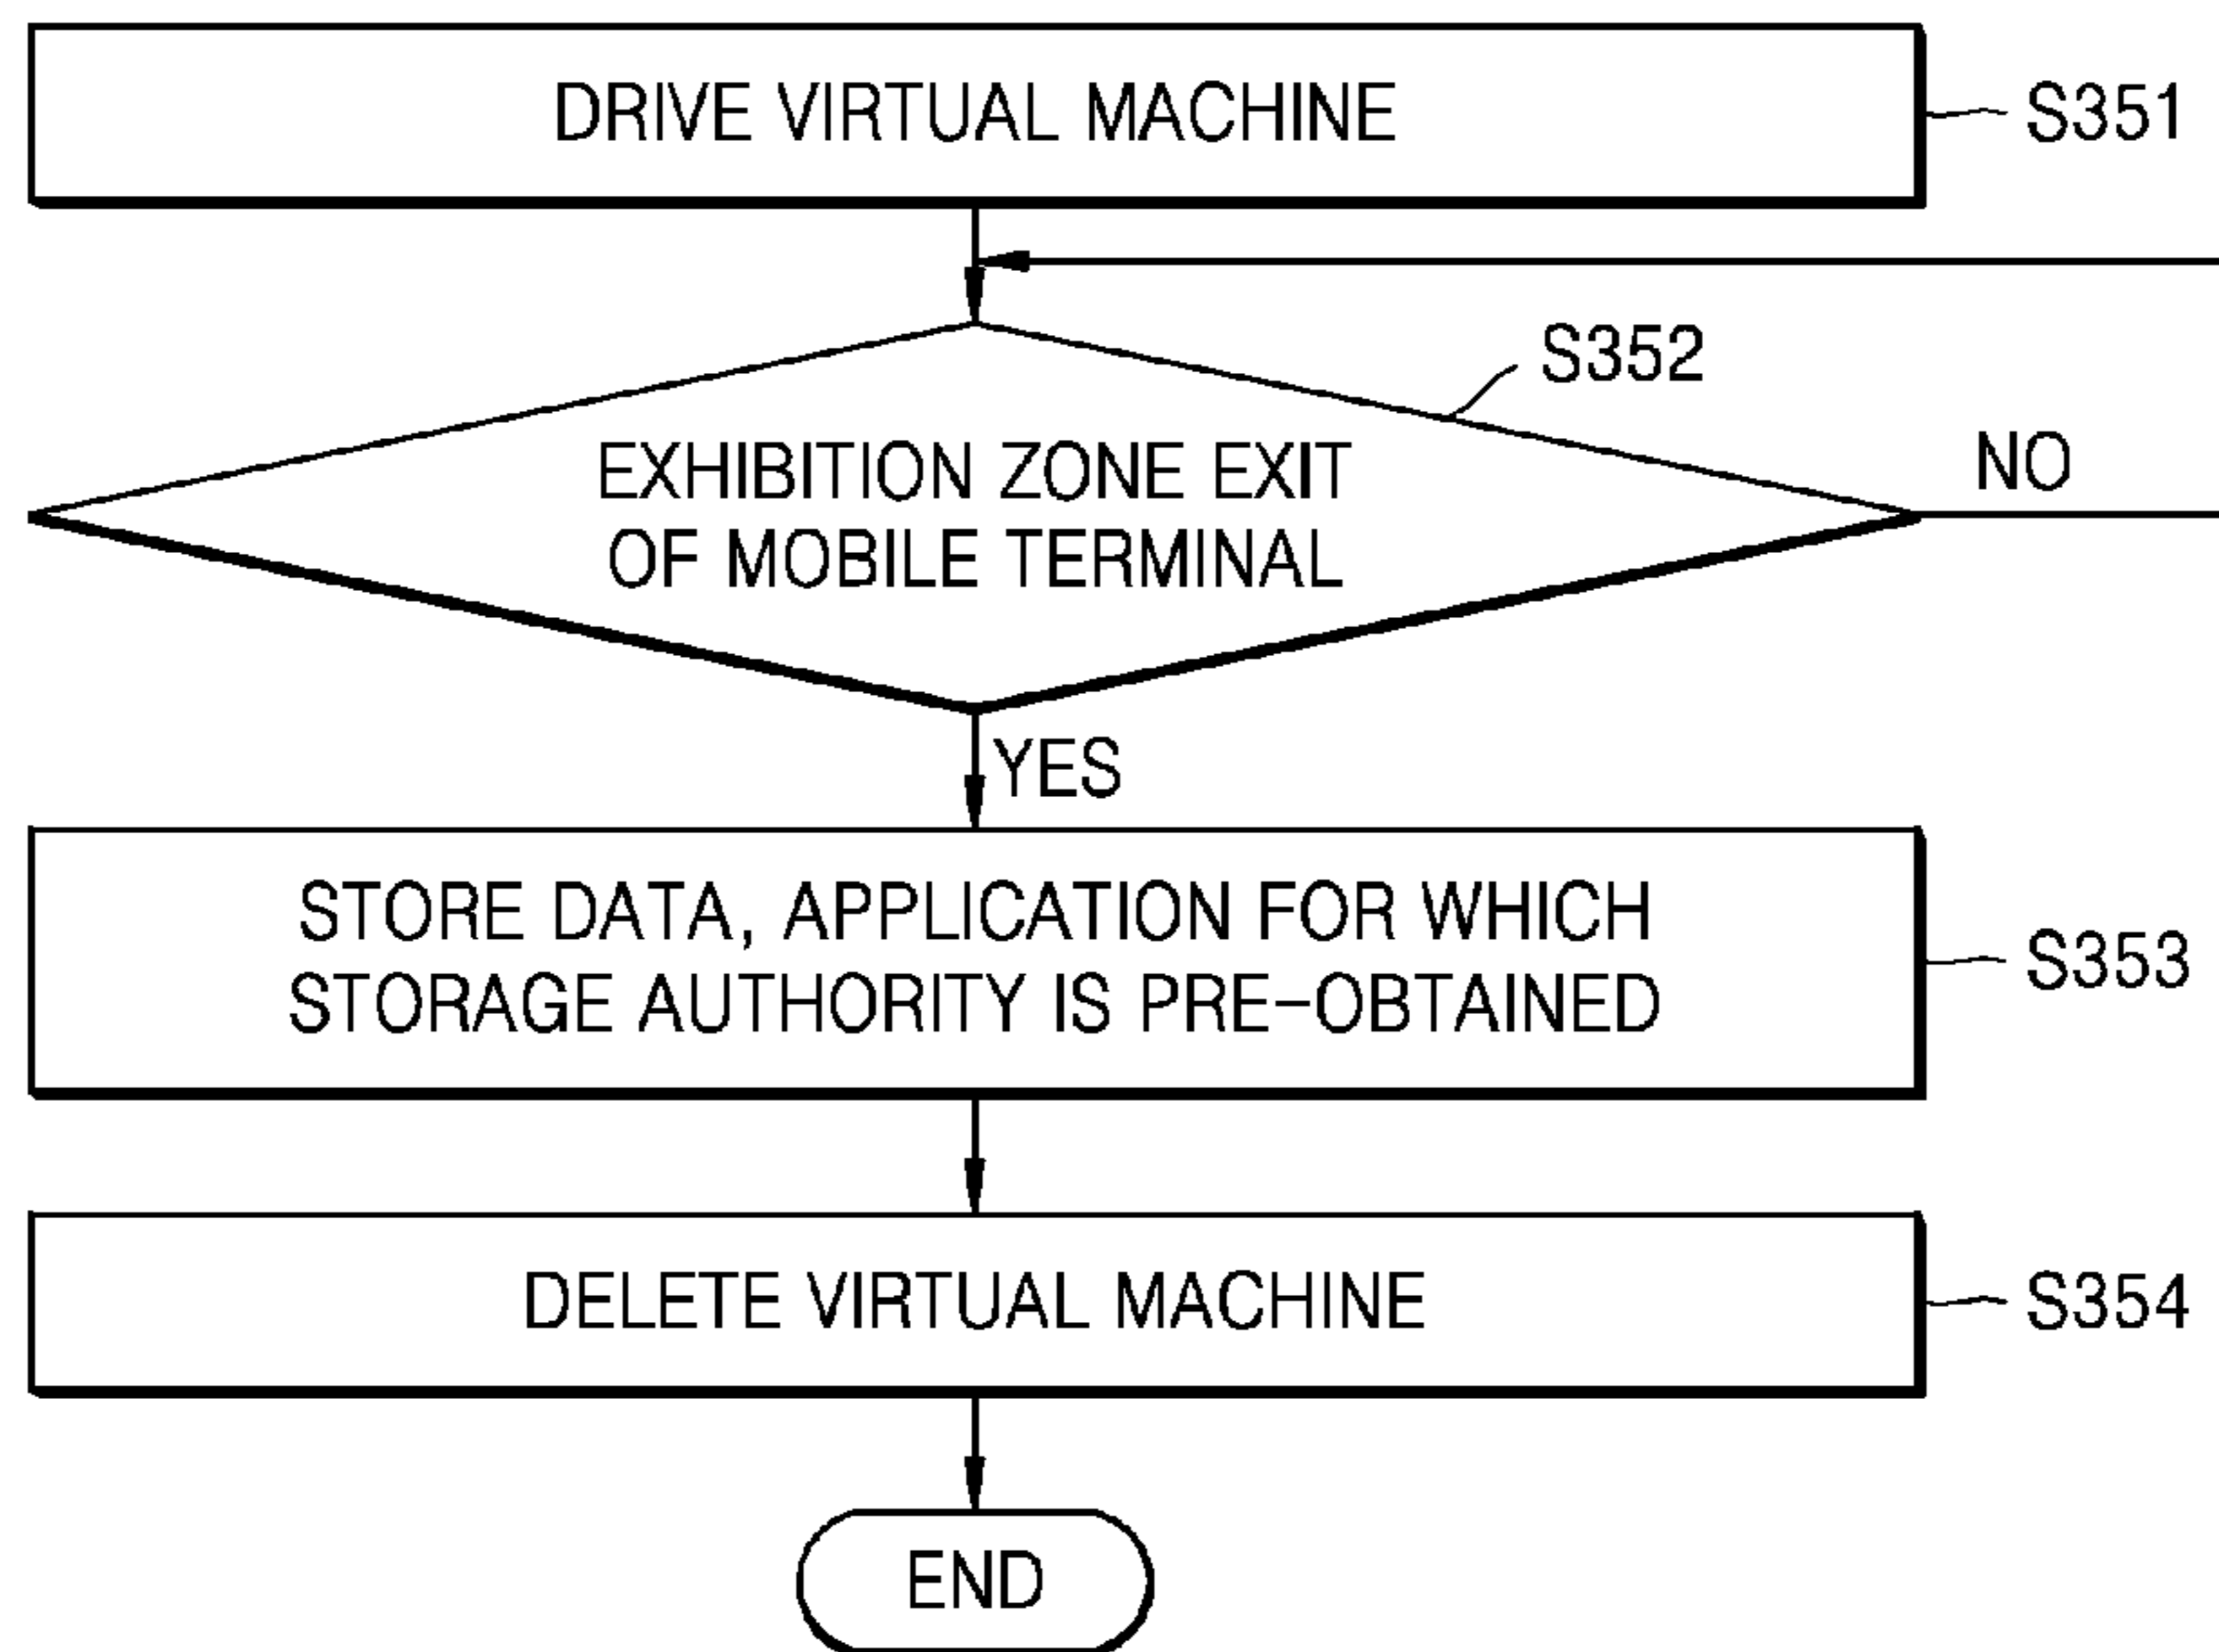 DRIVE VIRTUAL MACHINE
S351
S352
EXHIBITION ZONE EXIT
OF MOBILE TERMINAL
NO
YES
STORE DATA, APPLICATION FOR WHICH
STORAGE AUTHORITY IS PRE-OBTAINED
S353
DELETE VIRTUAL MACHINE
S354
END